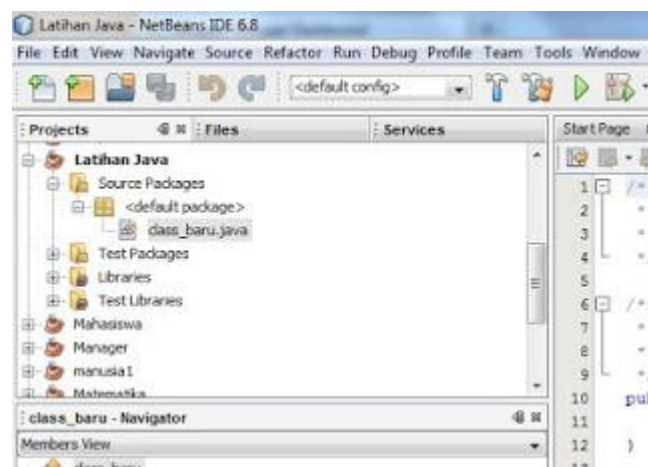 Latihan Java - NetBeans IDE 6.8
File Edit View Navigate Source Refactor Run Debug Profile Team Tools Window
<default config>
Projects Files Services
Start Page
Latihan Java
Source Packages
<default package>
class_baru.java
Test Packages
Libraries
Test Libraries
Mahasiswa
Manager
manusia1
Matematika
class_baru - Navigator
Members View
class_baru
1 /*
2 *
3 *
4 *
5
6 /*
7 *
8 *
9 *
10
11
12 }